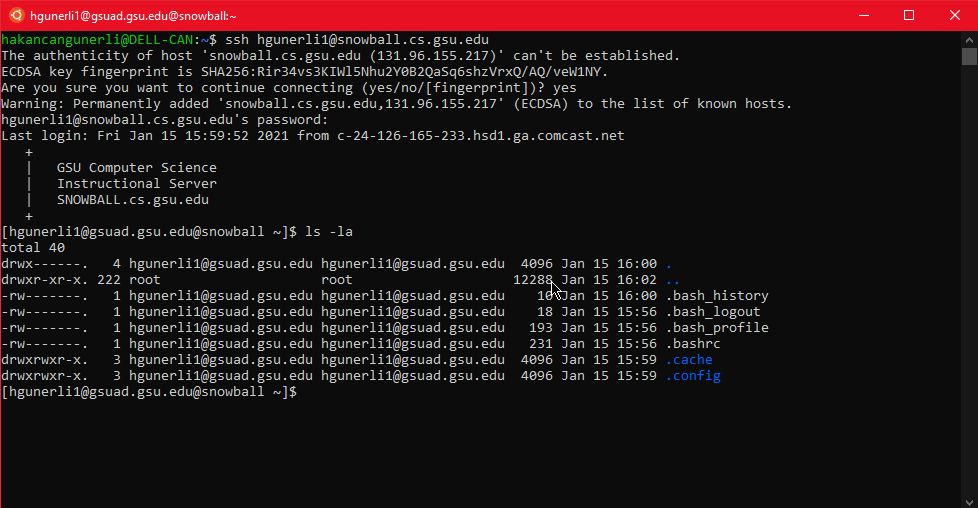 hgunerli1@gsuad.gsu.edu@snowball:~
hakancangunerli@DELL-CAN:~$ ssh hgunerli1@snowball.cs.gsu.edu
The authenticity of host 'snowball.cs.gsu.edu (131.96.155.217)' can't be established.
ECDSA key fingerprint is SHA256:Rir34vs3KIWl5Nhu2Y0B2QaSq6shzVrxQ/AQ/veW1NY.
Are you sure you want to continue connecting (yes/no/[fingerprint])? yes
Warning: Permanently added 'snowball.cs.gsu.edu,131.96.155.217' (ECDSA) to the list of known hosts.
hgunerli1@snowball.cs.gsu.edu's password:
Last login: Fri Jan 15 15:59:52 2021 from c-24-126-165-233.hsd1.ga.comcast.net
+
|   GSU Computer Science
|   Instructional Server
|   SNOWBALL.cs.gsu.edu
+
[hgunerli1@gsuad.gsu.edu@snowball ~]$ ls -la
total 40
drwx------.   4 hgunerli1@gsuad.gsu.edu hgunerli1@gsuad.gsu.edu  4096 Jan 15 16:00 .
drwxr-xr-x. 222 root                    root                    12288 Jan 15 16:02 ..
-rw-------.   1 hgunerli1@gsuad.gsu.edu hgunerli1@gsuad.gsu.edu    Jan 15 16:00 .bash_history
-rw-------.   1 hgunerli1@gsuad.gsu.edu hgunerli1@gsuad.gsu.edu    18 Jan 15 15:56 .bash_logout
-rw-------.   1 hgunerli1@gsuad.gsu.edu hgunerli1@gsuad.gsu.edu   193 Jan 15 15:56 .bash_profile
-rw-------.   1 hgunerli1@gsuad.gsu.edu hgunerli1@gsuad.gsu.edu   231 Jan 15 15:56 .bashrc
drwxrwxr-x.   3 hgunerli1@gsuad.gsu.edu hgunerli1@gsuad.gsu.edu  4096 Jan 15 15:59 .cache
drwxrwxr-x.   3 hgunerli1@gsuad.gsu.edu hgunerli1@gsuad.gsu.edu  4096 Jan 15 15:59 .config
[hgunerli1@gsuad.gsu.edu@snowball ~]$